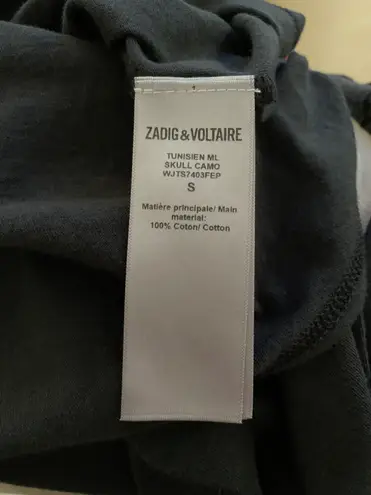 ZADIG & VOLTAIRE
TUNISIEN ML
SKULL CAMO
WJTS7403FEP
S
Matière principale/ Main
material:
100% Coton/ Cotton